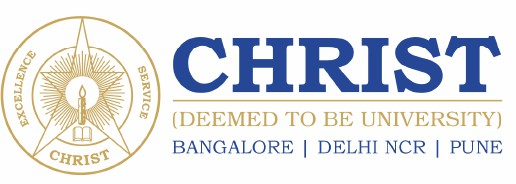 EXCELLENCE
SERVICE
CHRIST
CHRIST
(DEEMED TO BE UNIVERSITY)
BANGALORE | DELHI NCR | PUNE